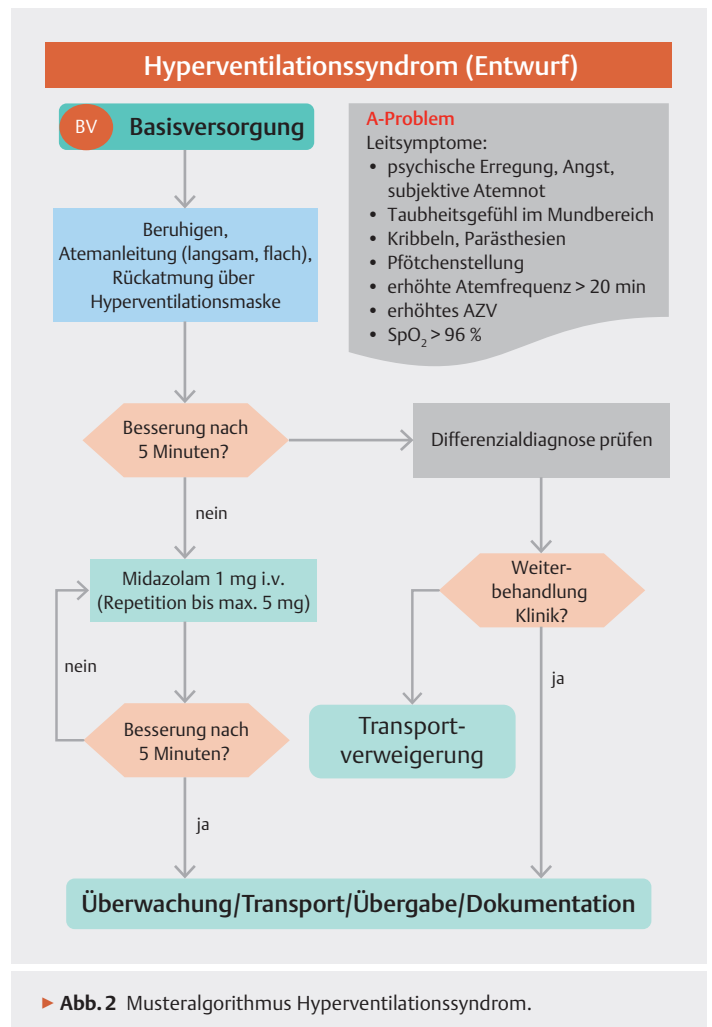 Hyperventilationssyndrom (Entwurf)
BV Basisversorgung
A-Problem
Leitsymptome:
• psychische Erregung, Angst,
subjektive Atemnot
• Taubheitsgefühl im Mundbereich
• Kribbeln, Parästhesien
• Pfötchenstellung
• erhöhte Atemfrequenz > 20 min
• erhöhtes AZV
• SpO₂ > 96 %
Beruhigen,
Atemanleitung (langsam, flach),
Rückatmung über
Hyperventilationsmaske
Besserung nach
5 Minuten?
Differenzialdiagnose prüfen
nein
Midazolam 1 mg i.v.
(Repetition bis max. 5 mg)
nein
Besserung nach
5 Minuten?
ja
Weiter-
behandlung
Klinik?
ja
Transport-
verweigerung
Überwachung/Transport/Übergabe/Dokumentation
▶ Abb. 2 Musteralgorithmus Hyperventilationssyndrom.